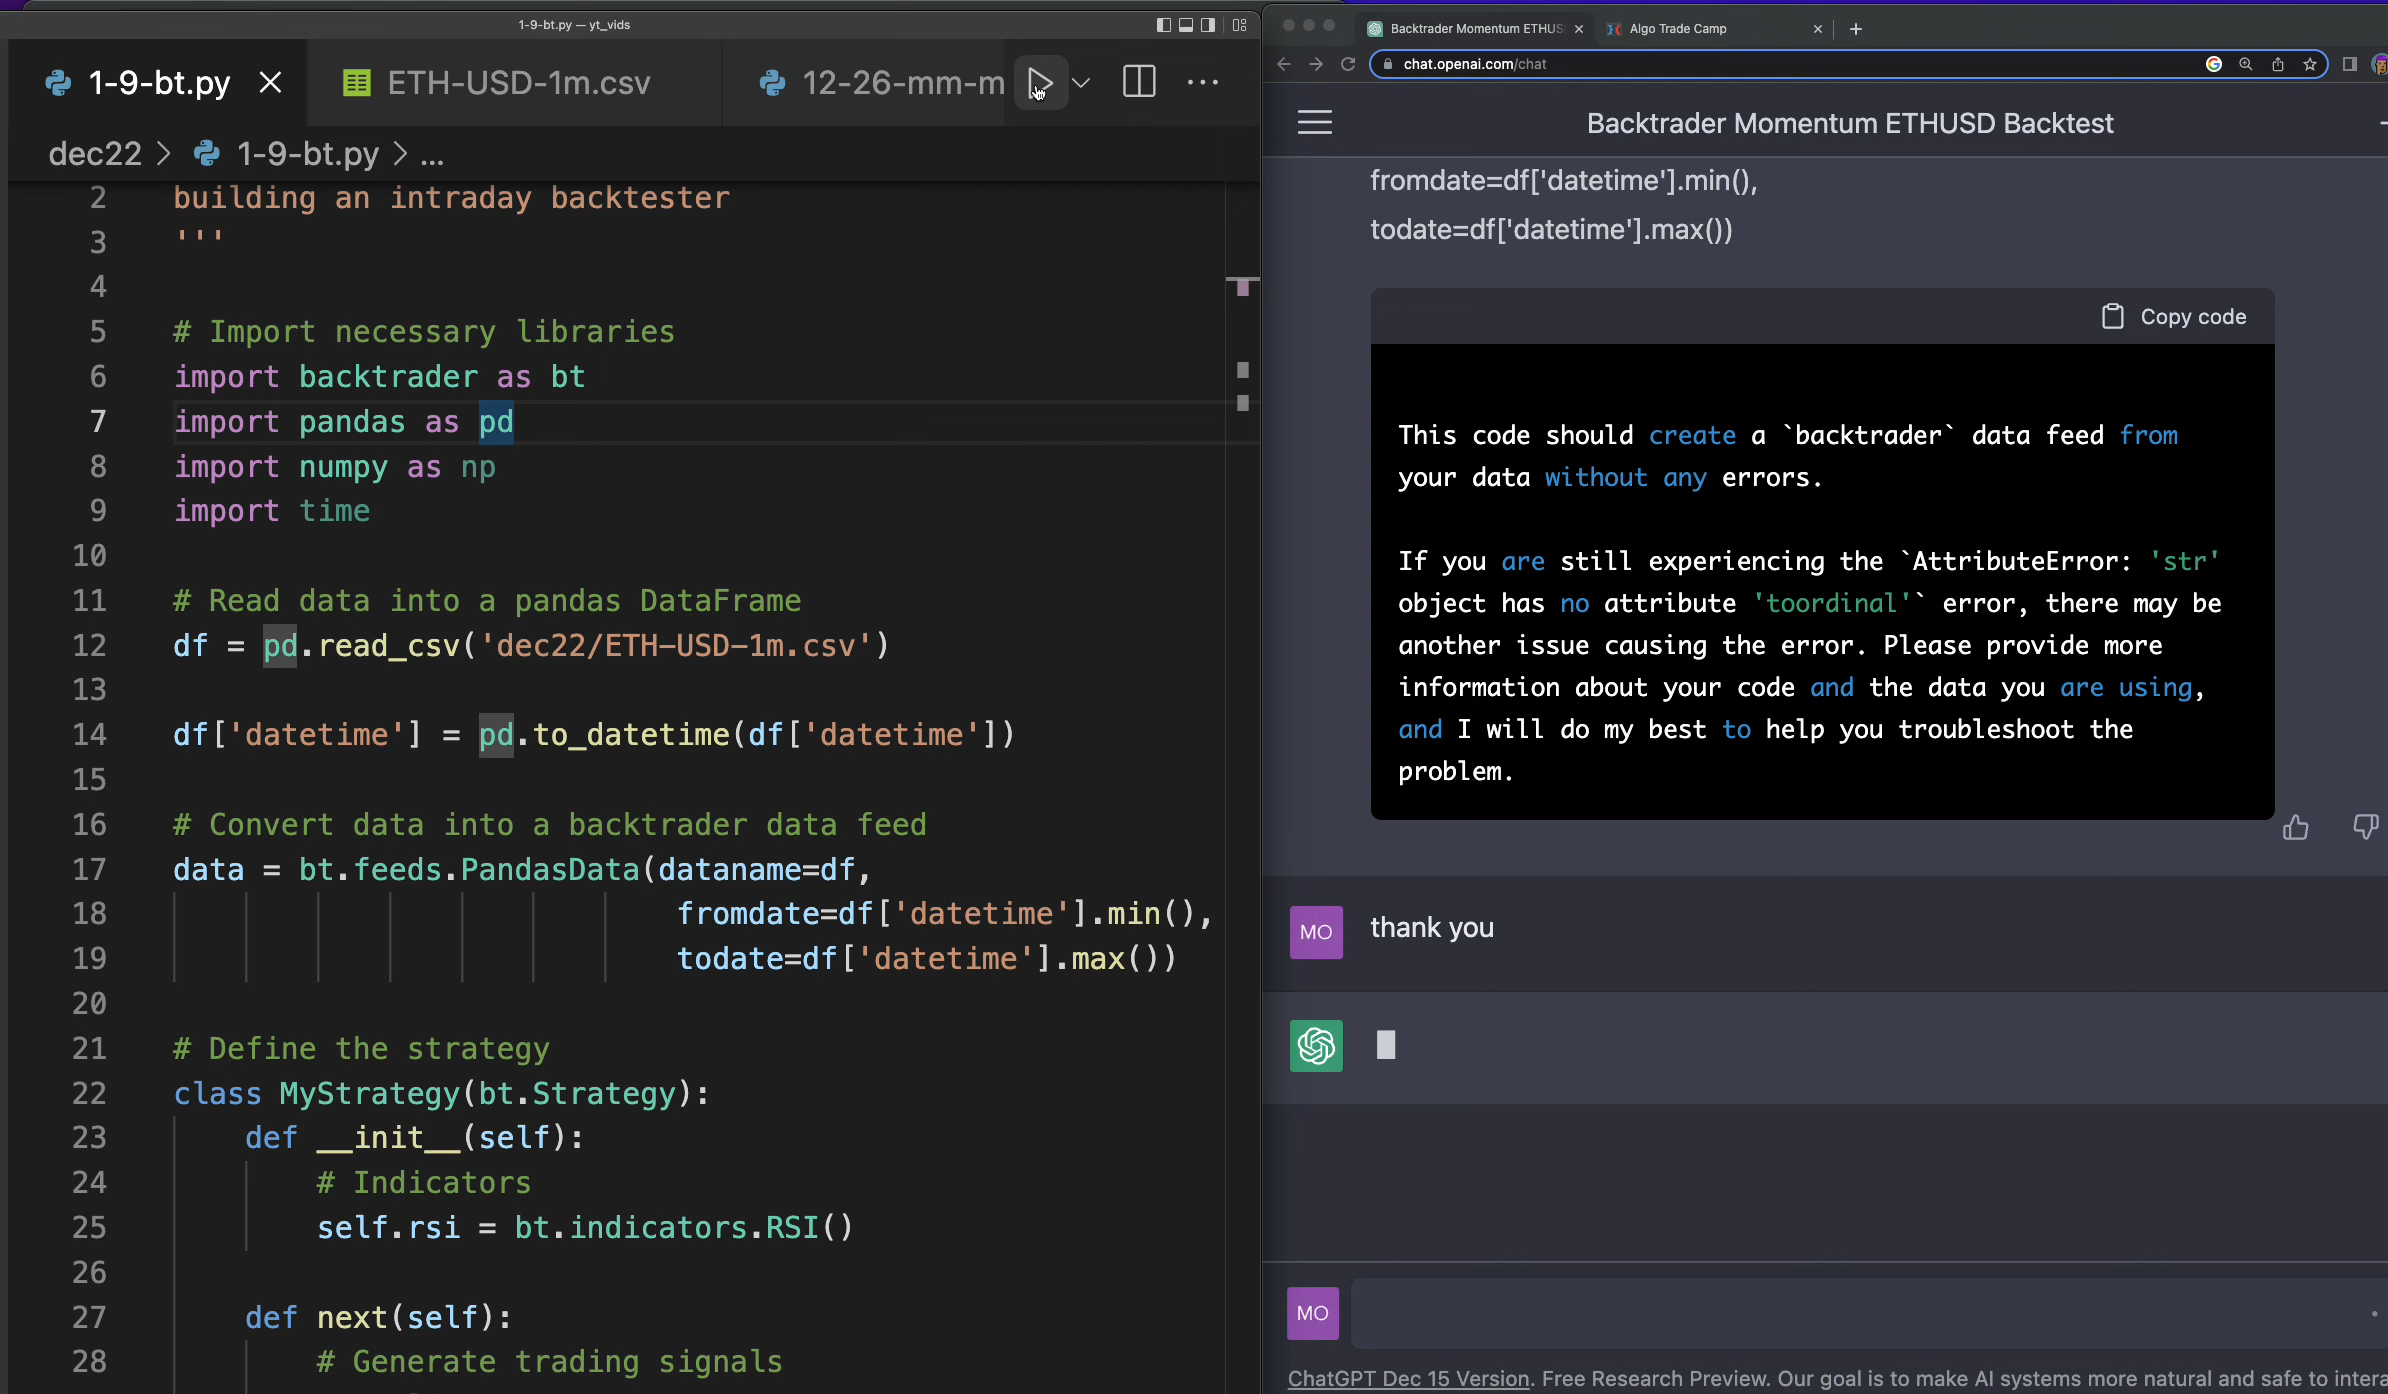 1-9-bt.py — yt_vids
1-9-bt.py
ETH-USD-1m.csv
12-26-mm-m
dec22 > 1-9-bt.py > ...
2 building an intraday backtester
3 '''
4
5 # Import necessary libraries
6 import backtrader as bt
7 import pandas as pd
8 import numpy as np
9 import time
10
11 # Read data into a pandas DataFrame
12 df = pd.read_csv('dec22/ETH-USD-1m.csv')
13
14 df['datetime'] = pd.to_datetime(df['datetime'])
15
16 # Convert data into a backtrader data feed
17 data = bt.feeds.PandasData(dataname=df,
18 fromdate=df['datetime'].min(),
19 todate=df['datetime'].max())
20
21 # Define the strategy
22 class MyStrategy(bt.Strategy):
23 def __init__(self):
24 # Indicators
25 self.rsi = bt.indicators.RSI()
26
27 def next(self):
28 # Generate trading signals
Backtrader Momentum ETHUS
Algo Trade Camp
chat.openai.com/chat
Backtrader Momentum ETHUSD Backtest
fromdate=df['datetime'].min(),
todate=df['datetime'].max())
Copy code
This code should create a `backtrader` data feed from
your data without any errors.
If you are still experiencing the `AttributeError: 'str'
object has no attribute 'toordinal'` error, there may be
another issue causing the error. Please provide more
information about your code and the data you are using,
and I will do my best to help you troubleshoot the
problem.
MO
thank you
MO
ChatGPT Dec 15 Version. Free Research Preview. Our goal is to make AI systems more natural and safe to intera